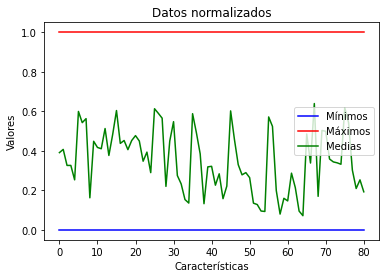 Datos normalizados
Valores
1.0
0.8
0.6
0.4
0.2
0.0
Mínimos
Máximos
Medias
0 10 20 30 40 50 60 70 80
Características